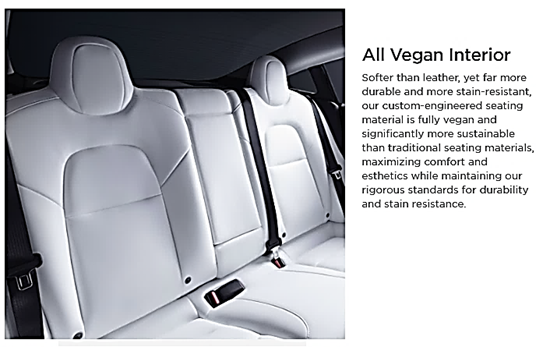 All Vegan Interior
Softer than leather, yet far more
durable and more stain-resistant,
our custom-engineered seating
material is fully vegan and
significantly more sustainable
than traditional seating materials,
maximizing comfort and
esthetics while maintaining our
rigorous standards for durability
and stain resistance.